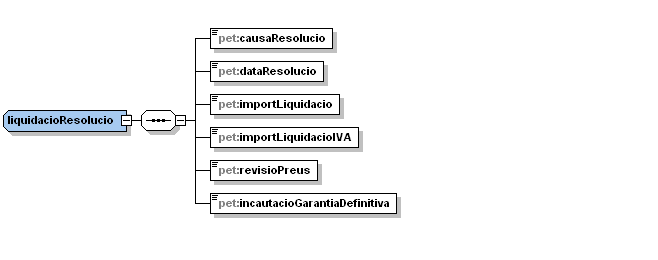 pet:causaResolucio
pet:dataResolucio
pet:importLiquidacio
liquidacioResolucio
pet:importLiquidacioIVA
pet:revisioPreus
pet:incautacioGarantiaDefinitiva